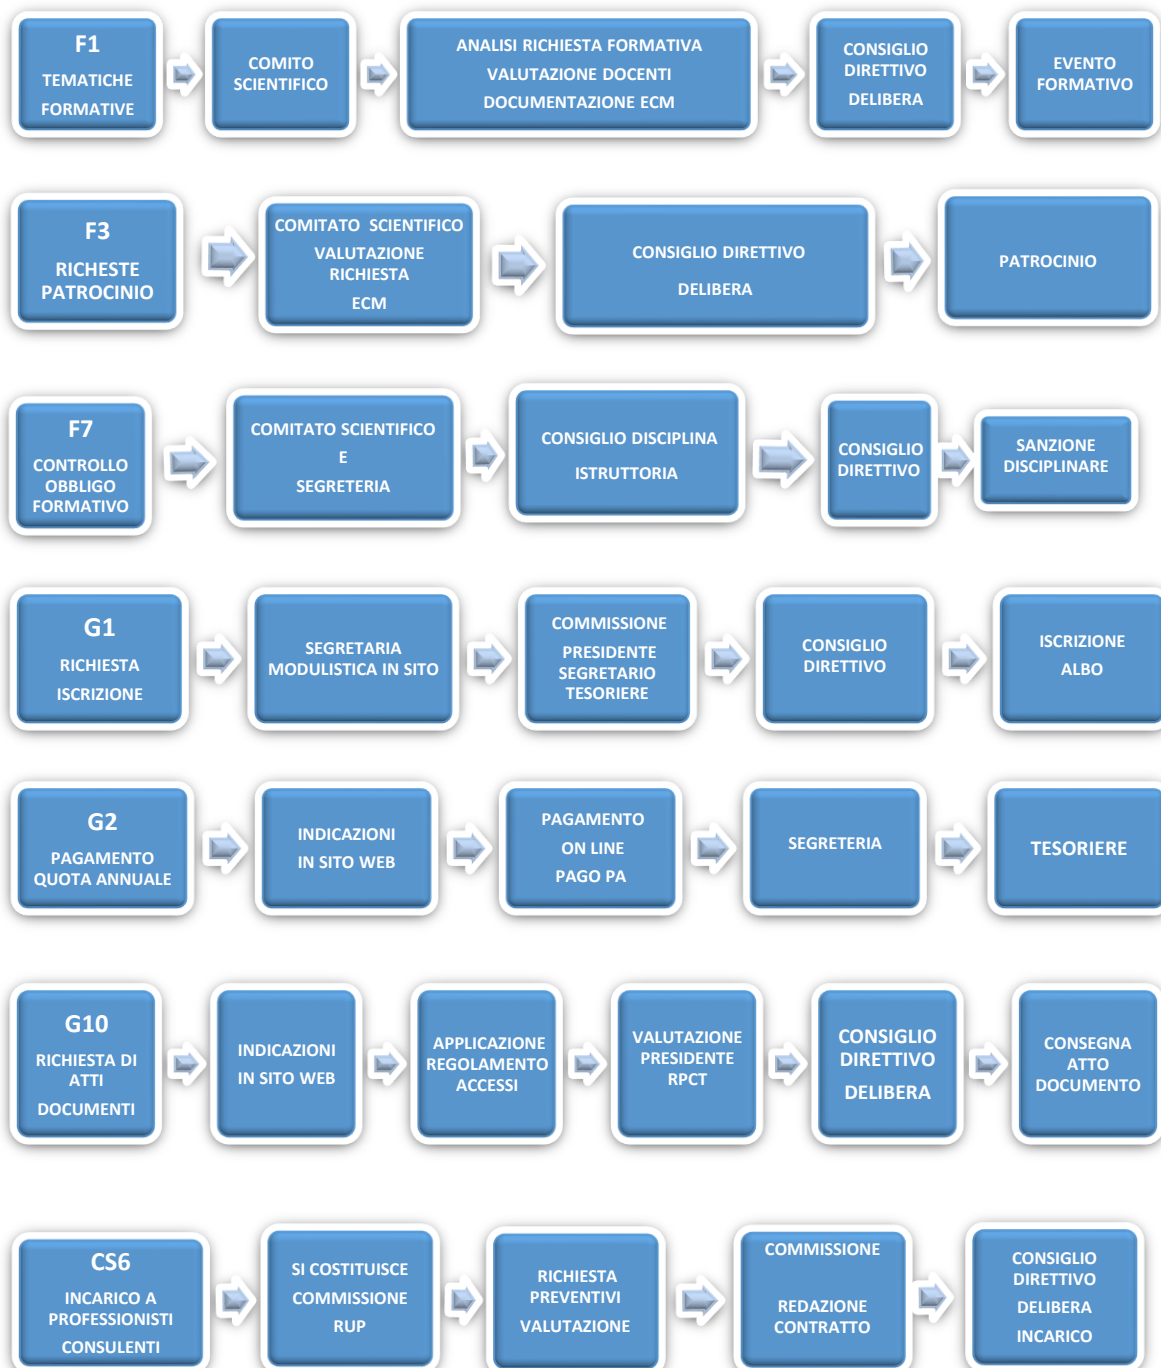 F1
TEMATICHE
FORMATIVE
COMITO
SCIENTIFICO
ANALISI RICHIESTA FORMATIVA
VALUTAZIONE DOCENTI
DOCUMENTAZIONE ECM
CONSIGLIO
DIRETTIVO
DELIBERA
EVENTO
FORMATIVO
F3
RICHESTE
PATROCINIO
COMITATO SCIENTIFICO
VALUTAZIONE
RICHIESTA
ECM
CONSIGLIO DIRETTIVO
DELIBERA
PATROCINIO
F7
CONTROLLO
OBBLIGO
FORMATIVO
COMITATO SCIENTIFICO
E
SEGRETERIA
CONSIGLIO DISCIPLINA
ISTRUTTORIA
CONSIGLIO
DIRETTIVO
SANZIONE
DISCIPLINARE
G1
RICHIESTA
ISCRIZIONE
SEGRETARIA
MODULISTICA IN SITO
COMMISSIONE
PRESIDENTE
SEGRETARIO
TESORIERE
CONSIGLIO
DIRETTIVO
ISCRIZIONE
ALBO
G2
PAGAMENTO
QUOTA ANNUALE
INDICAZIONI
IN SITO WEB
PAGAMENTO
ON LINE
PAGO PA
SEGRETERIA
TESORIERE
G10
RICHIESTA DI
ATTI
DOCUMENTI
INDICAZIONI
IN SITO WEB
APPLICAZIONE
REGOLAMENTO
ACCESSI
VALUTAZIONE
PRESIDENTE
RPCT
CONSIGLIO
DIRETTIVO
DELIBERA
CONSEGNA
ATTO
DOCUMENTO
CS6
INCARICO A
PROFESSIONISTI
CONSULENTI
SI COSTITUISCE
COMMISSIONE
RUP
RICHIESTA
PREVENTIVI
VALUTAZIONE
COMMISSIONE
REDAZIONE
CONTRATTO
CONSIGLIO
DIRETTIVO
DELIBERA
INCARICO